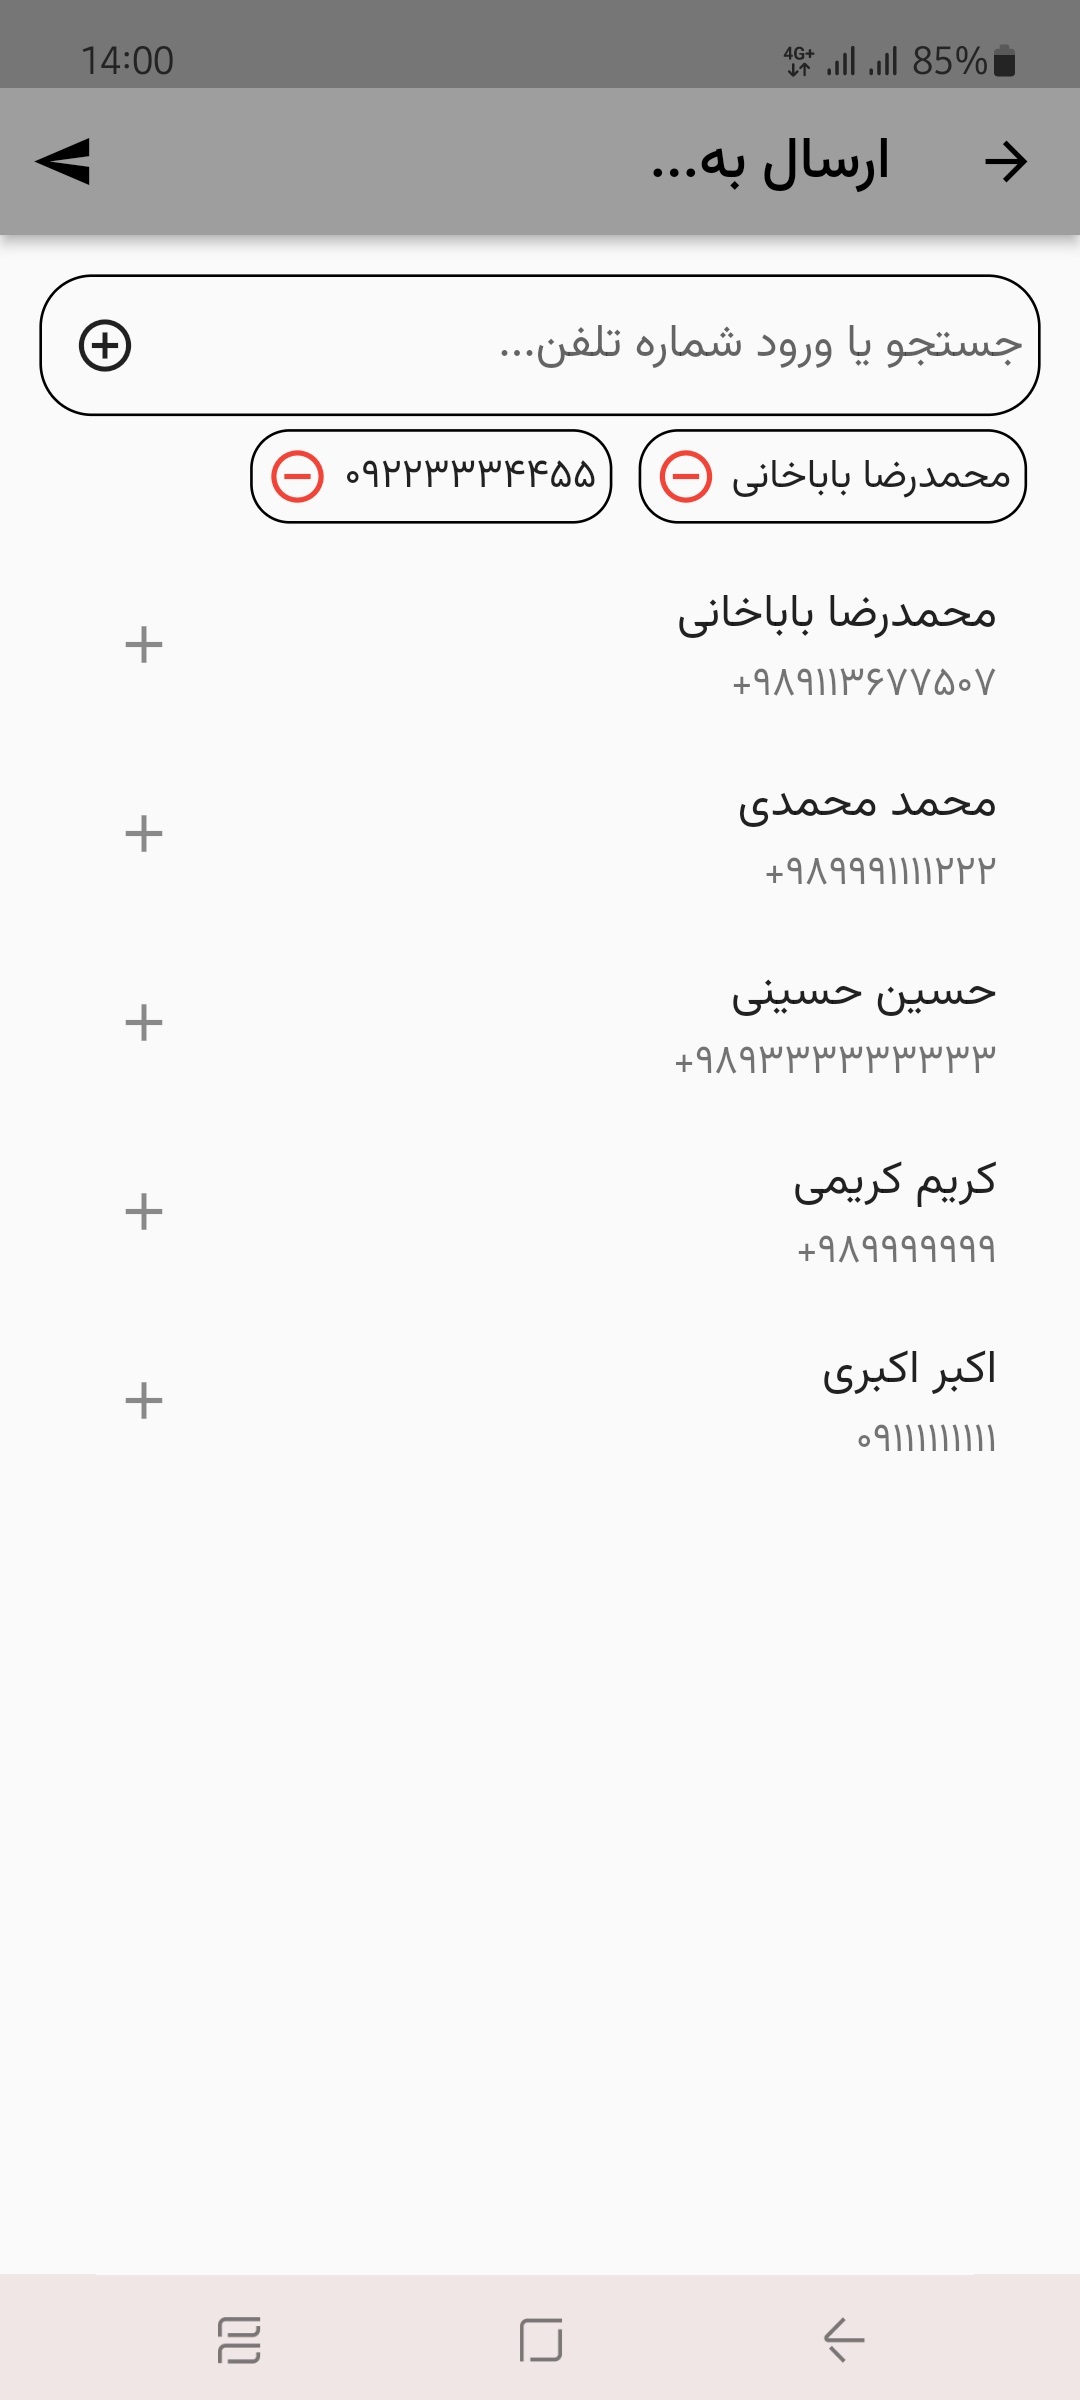 14:00 4G+ 85%
ارسال به...
جستجو یا ورود شماره تلفن...
محمدرضا باباخانی ۰۹۲۲۳۳۳۴۴۵۵
محمدرضا باباخانی
+۹۸۹۱۱۳۶۷۷۵۰۷
محمد محمدی
+۹۸۹۹۹۱۱۱۱۲۲۲
حسین حسینی
+۹۸۹۳۳۳۳۳۳۳۳۳
کریم کریمی
+۹۸۹۹۹۹۹۹۹
اکبر اکبری
۰۹۱۱۱۱۱۱۱۱۱